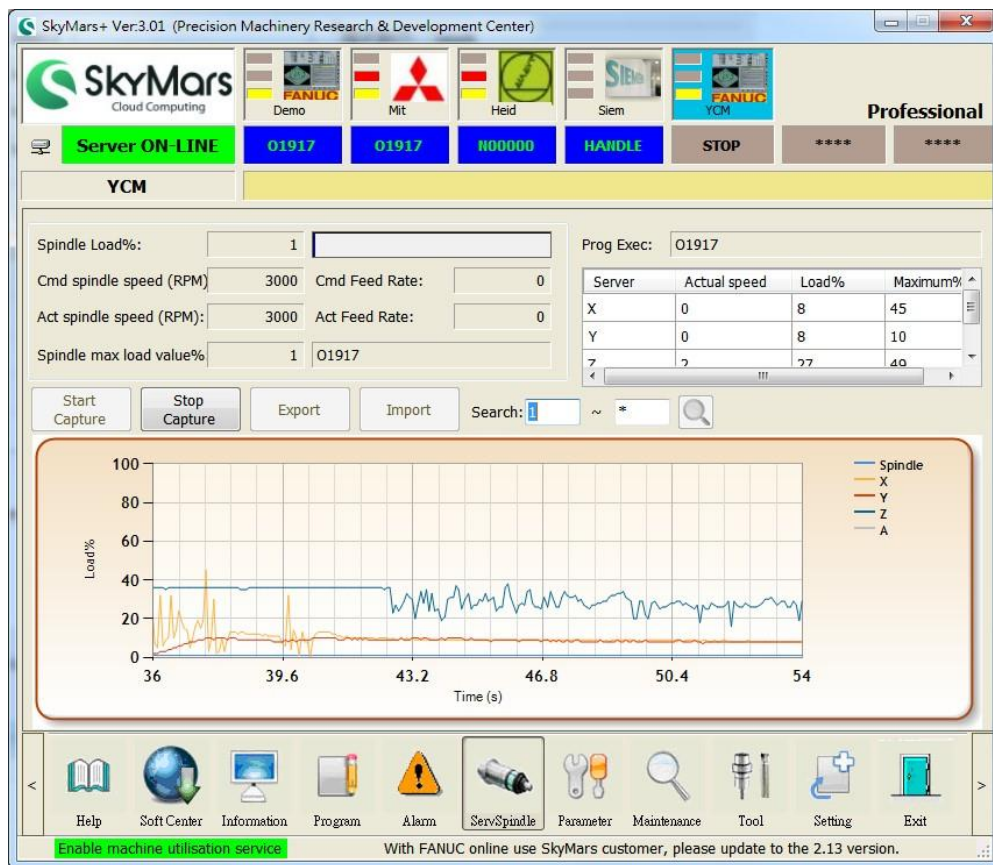 SkyMars+ Ver:3.01 (Precision Machinery Research & Development Center)
SkyMars
Cloud Computing
FANUC
Demo
Mit
Heid
Siem
FANUC
YCM
Professional
Server ON-LINE
O1917
O1917
N00000
HANDLE
STOP
****
****
YCM
Spindle Load%: 1
Prog Exec: O1917
Cmd spindle speed (RPM) 3000 Cmd Feed Rate: 0
Act spindle speed (RPM): 3000 Act Feed Rate: 0
Spindle max load value% 1 O1917
Server Actual speed Load% Maximum%
X 0 8 45
Y 0 8 10
Z 2 27 49
Start Capture
Stop Capture
Export
Import
Search: 1 ~ *
100
80
60
40
20
0
Load%
36 39.6 43.2 46.8 50.4 54
Time (s)
Spindle
X
Y
Z
A
<
Help
Soft Center
Information
Program
Alarm
ServSpindle
Parameter
Maintenance
Tool
Setting
Exit
>
Enable machine utilisation service
With FANUC online use SkyMars customer, please update to the 2.13 version.